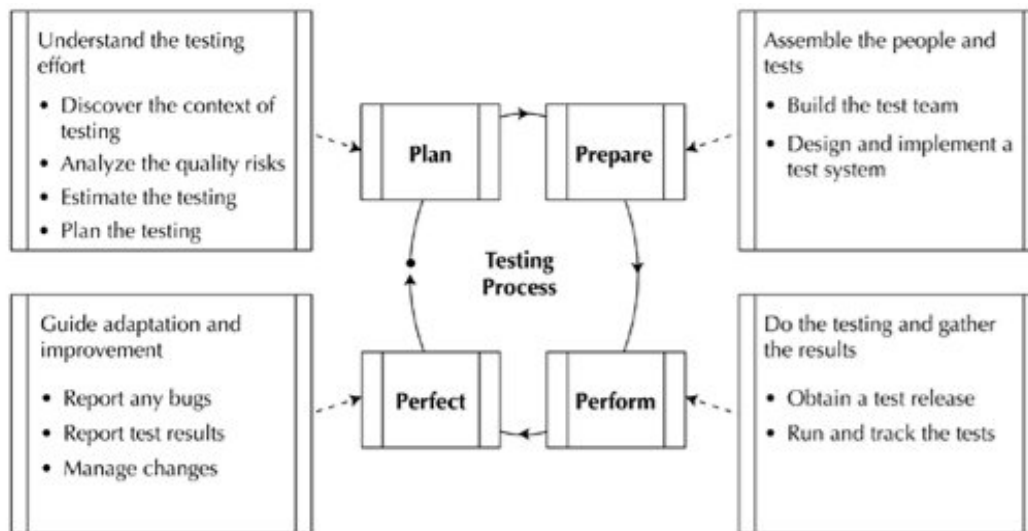 Understand the testing
effort
• Discover the context of
testing
• Analyze the quality risks
• Estimate the testing
• Plan the testing
Plan
Prepare
Assemble the people and
tests
• Build the test team
• Design and implement a
test system
Testing
Process
Guide adaptation and
improvement
• Report any bugs
• Report test results
• Manage changes
Perfect
Perform
Do the testing and gather
the results
• Obtain a test release
• Run and track the tests